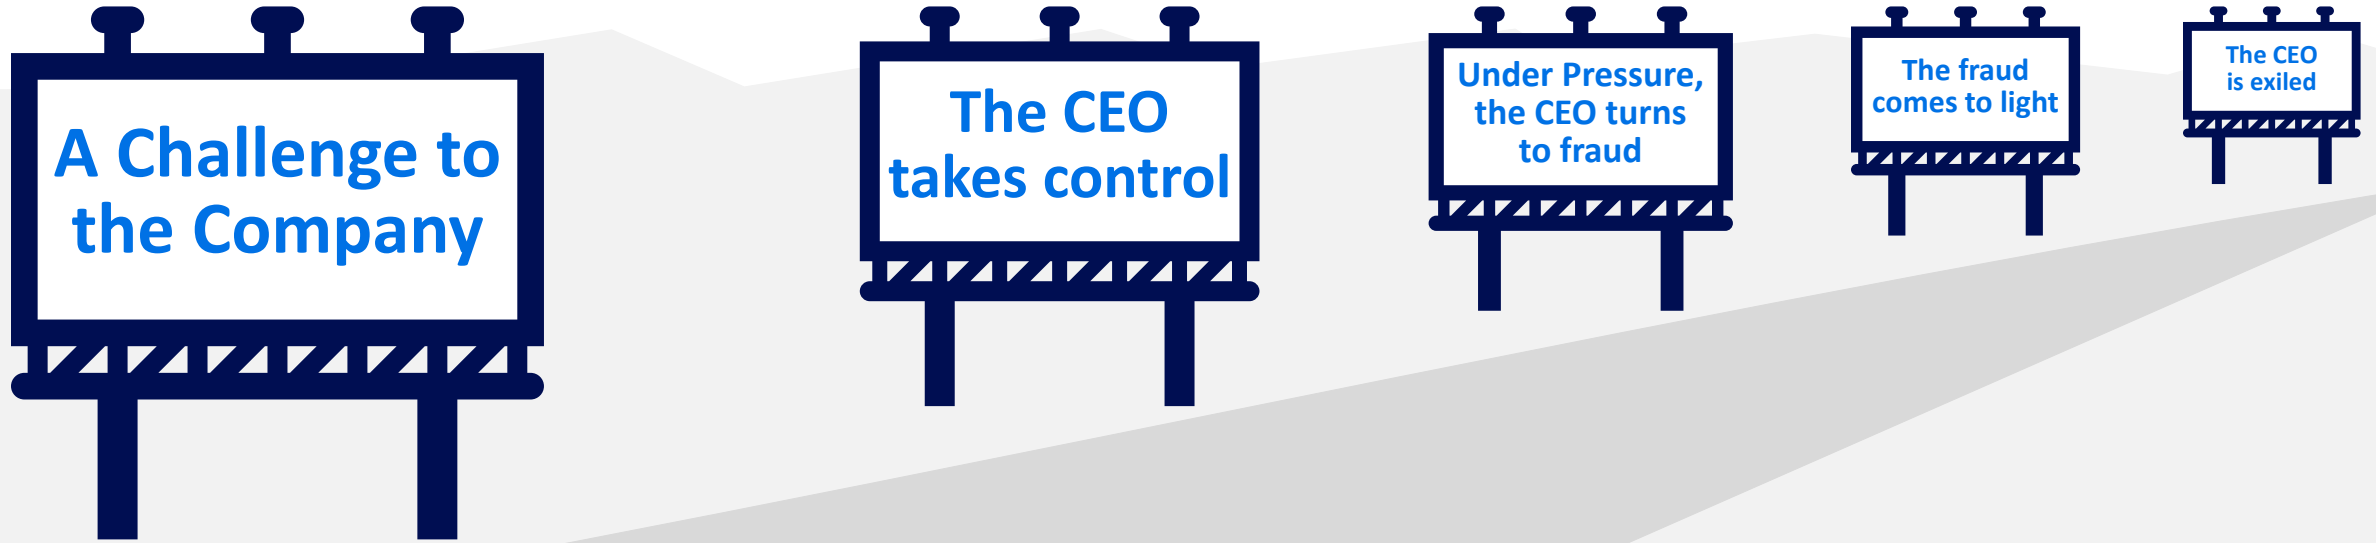 A Challenge to
the Company
The CEO
takes control
Under Pressure,
the CEO turns
to fraud
The fraud
comes to light
The CEO
is exiled